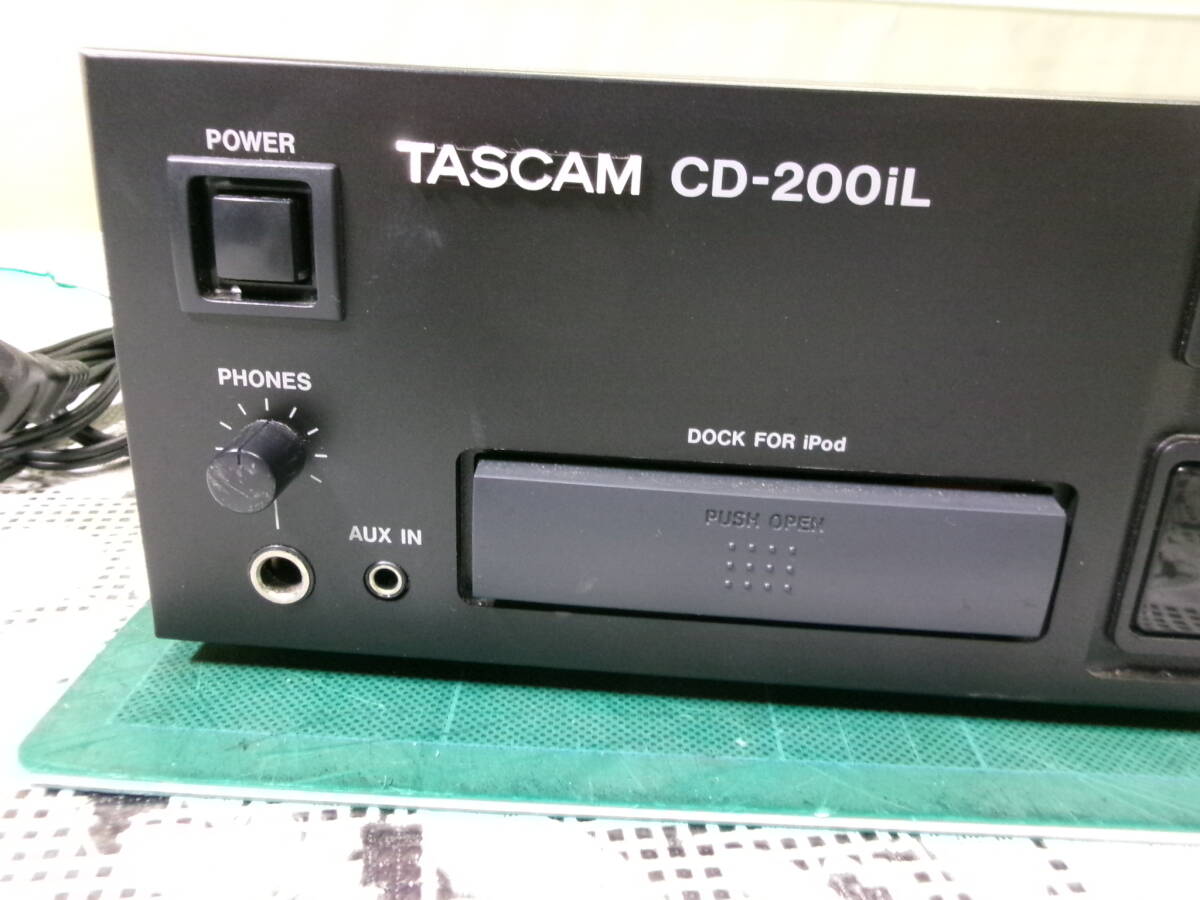 POWER
TASCAM CD-200iL
PHONES
DOCK FOR iPod
PUSH OPEN
AUX IN